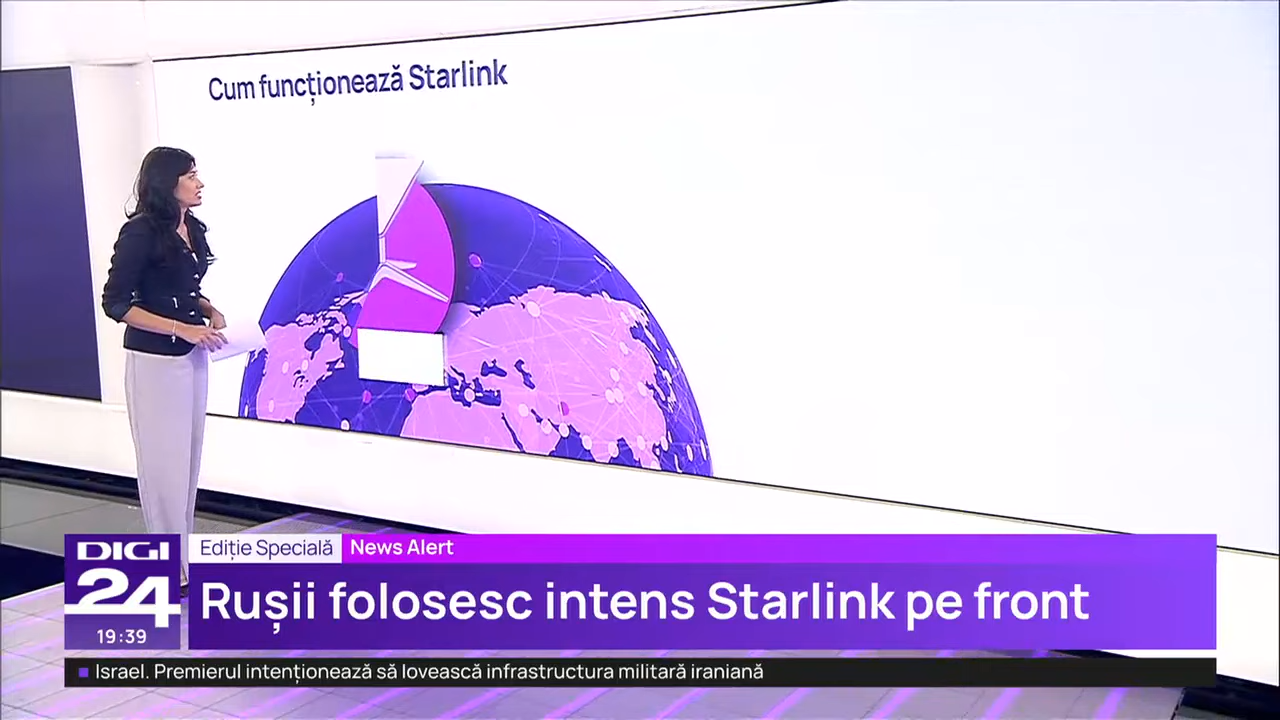 Cum funcționează Starlink
DIGI
24
19:39
Ediție Specială
News Alert
Rușii folosesc intens Starlink pe front
Israel. Premierul intenționează să lovească infrastructura militară iraniană